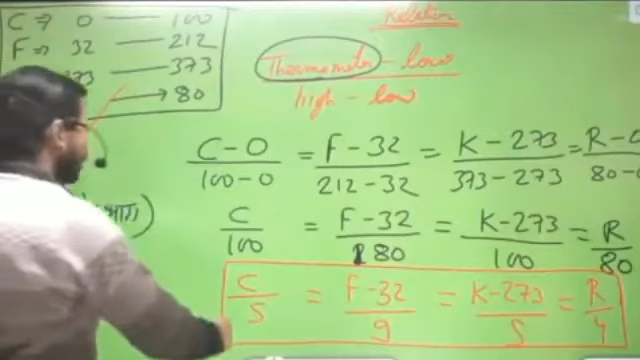 C ⇒ 0 — 100
F ⇒ 32 — 212
273 — 373
→ 80
Relation
Thermometer - low
high - low
C - 0 / 100 - 0 = F - 32 / 212 - 32 = K - 273 / 373 - 273 = R - 0 / 80 - 0
C / 100 = F - 32 / 180 = K - 273 / 100 = R / 80
C / 5 = F - 32 / 9 = K - 273 / 5 = R / 4